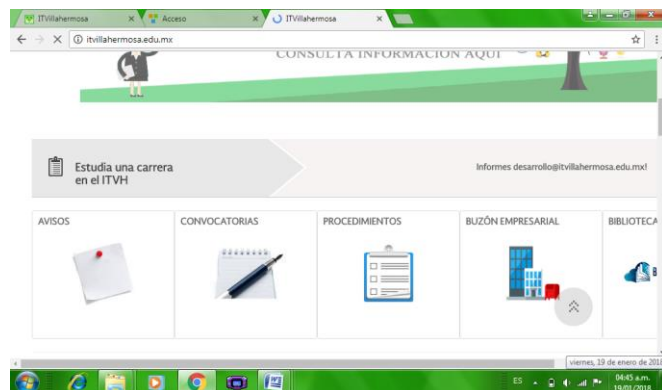 ITVillahermosa
Acceso
ITVillahermosa
itvillahermosa.edu.mx
CONSULTA INFORMACIÓN AQUÍ
Estudia una carrera
en el ITVH
Informes desarrollo@itvillahermosa.edu.mx!
AVISOS
CONVOCATORIAS
PROCEDIMIENTOS
BUZÓN EMPRESARIAL
BIBLIOTECA
viernes, 19 de enero de 2018
ES
04:45 a.m.
19/01/2018